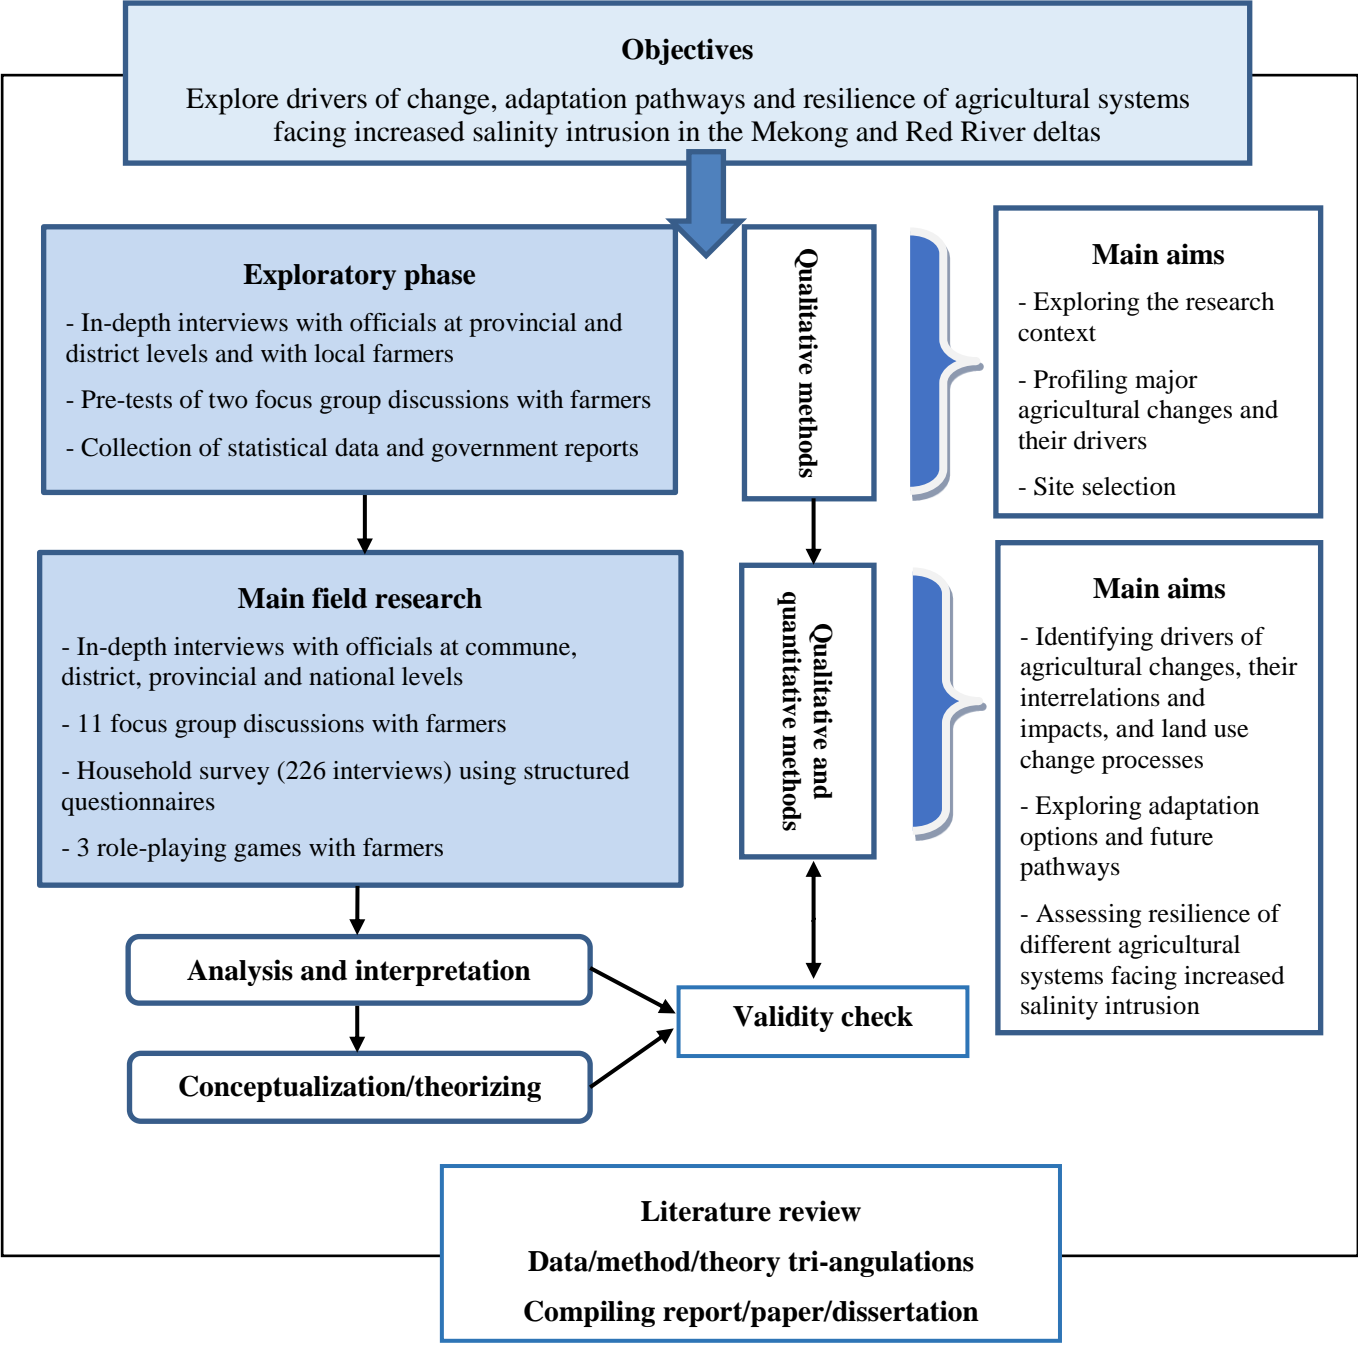 Objectives
Explore drivers of change, adaptation pathways and resilience of agricultural systems
facing increased salinity intrusion in the Mekong and Red River deltas
Exploratory phase
- In-depth interviews with officials at provincial and
district levels and with local farmers
- Pre-tests of two focus group discussions with farmers
- Collection of statistical data and government reports
Qualitative methods
Main aims
- Exploring the research
context
- Profiling major
agricultural changes and
their drivers
- Site selection
Main field research
- In-depth interviews with officials at commune,
district, provincial and national levels
- 11 focus group discussions with farmers
- Household survey (226 interviews) using structured
questionnaires
- 3 role-playing games with farmers
Qualitative and
quantitative methods
Main aims
- Identifying drivers of
agricultural changes, their
interrelations and
impacts, and land use
change processes
- Exploring adaptation
options and future
pathways
- Assessing resilience of
different agricultural
systems facing increased
salinity intrusion
Analysis and interpretation
Validity check
Conceptualization/theorizing
Literature review
Data/method/theory tri-angulations
Compiling report/paper/dissertation